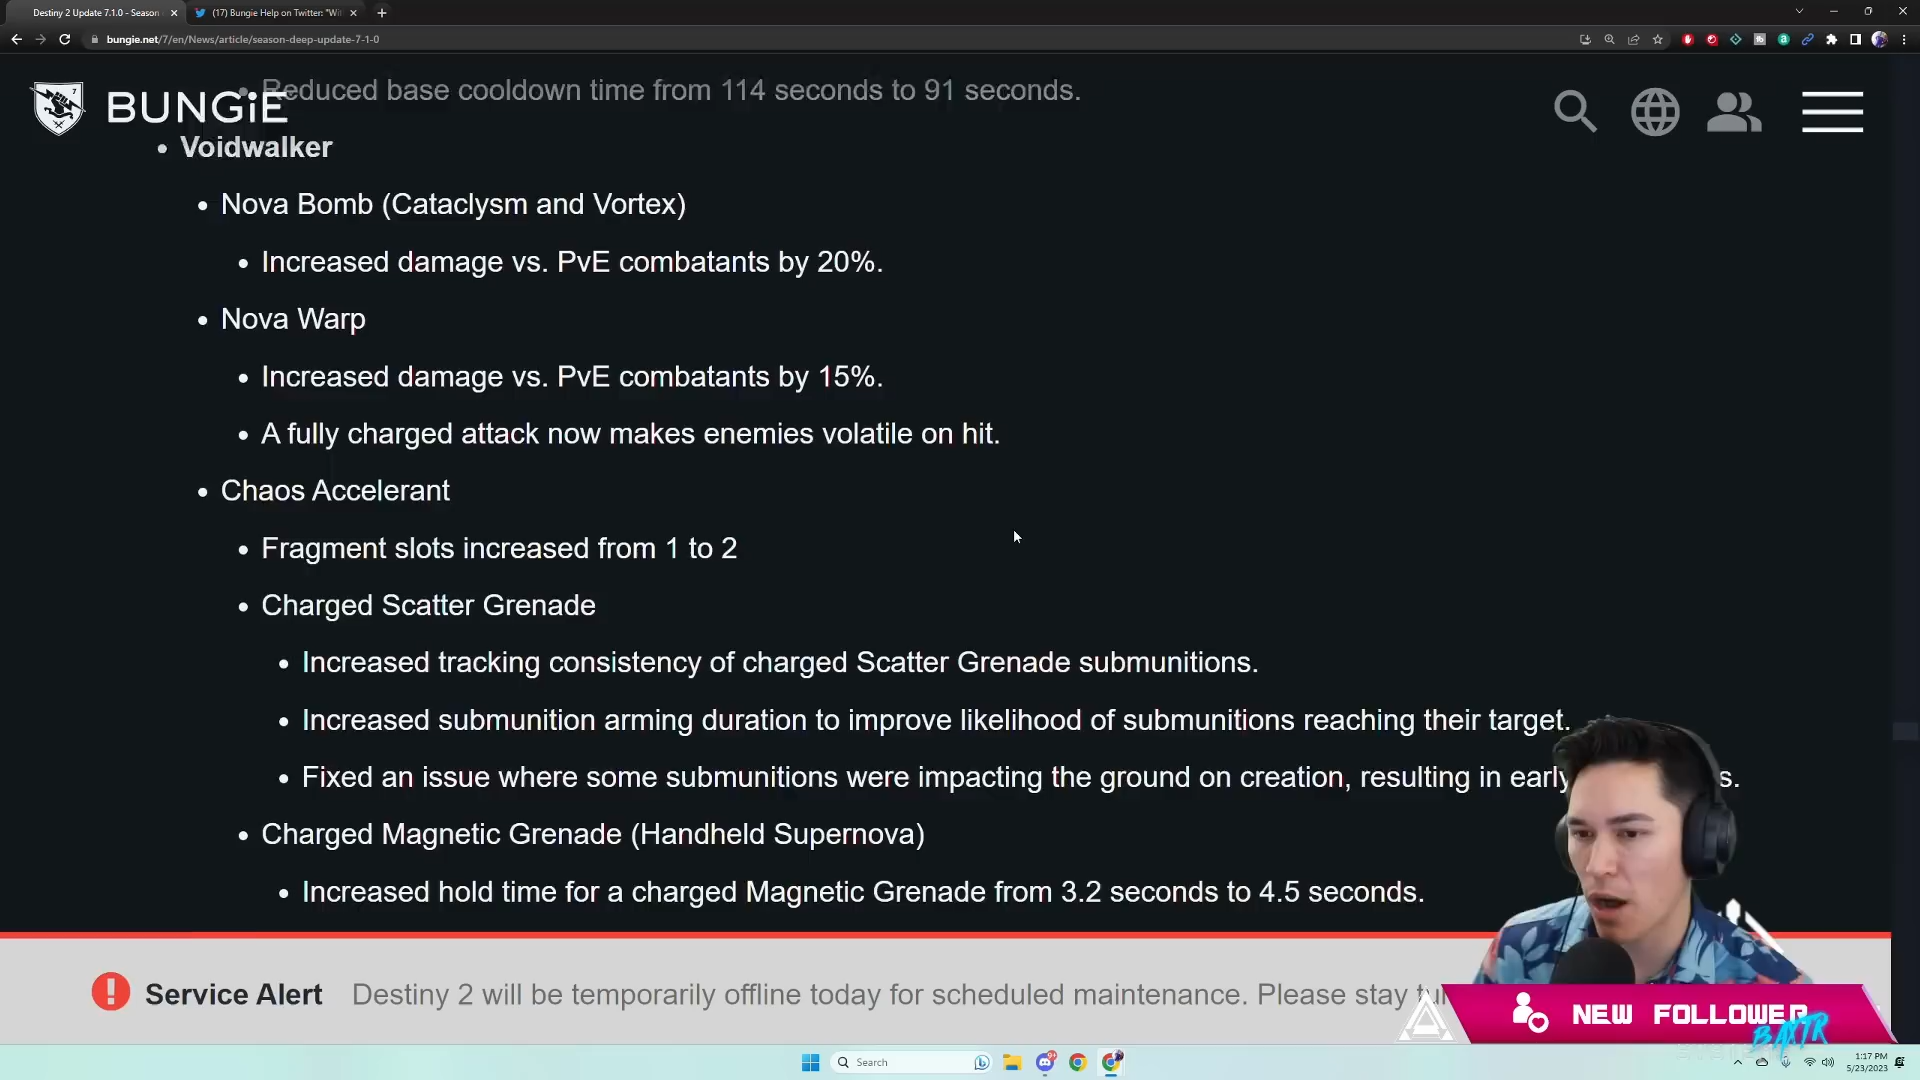 Destiny 2 Update 7.1.0 - Season
(17) Bungie Help on Twitter: "Wit
bungie.net/7/en/News/article/season-deep-update-7-1-0
Reduced base cooldown time from 114 seconds to 91 seconds.
BUNGiE
Voidwalker
Nova Bomb (Cataclysm and Vortex)
Increased damage vs. PvE combatants by 20%.
Nova Warp
Increased damage vs. PvE combatants by 15%.
A fully charged attack now makes enemies volatile on hit.
Chaos Accelerant
Fragment slots increased from 1 to 2
Charged Scatter Grenade
Increased tracking consistency of charged Scatter Grenade submunitions.
Increased submunition arming duration to improve likelihood of submunitions reaching their target.
Fixed an issue where some submunitions were impacting the ground on creation, resulting in early s.
Charged Magnetic Grenade (Handheld Supernova)
Increased hold time for a charged Magnetic Grenade from 3.2 seconds to 4.5 seconds.
Service Alert Destiny 2 will be temporarily offline today for scheduled maintenance. Please stay
NEW FOLLOWER
BAXTR
Search
1:17 PM
5/23/2023